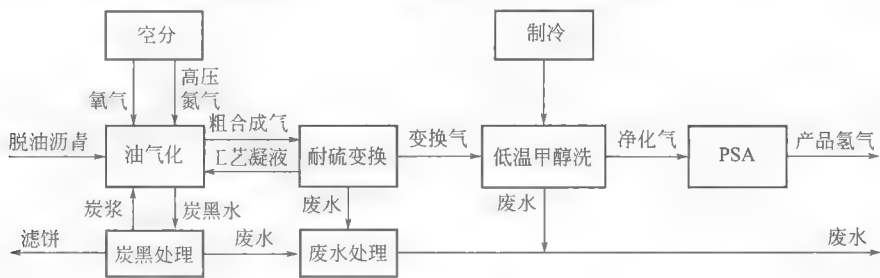 空分
制冷
氧气
高压
氮气
粗合成气
脱油沥青
油气化
工艺凝液
耐硫变换
变换气
低温甲醇洗
净化气
PSA
产品氢气
炭浆
炭黑水
废水
废水
滤饼
炭黑处理
废水
废水处理
废水